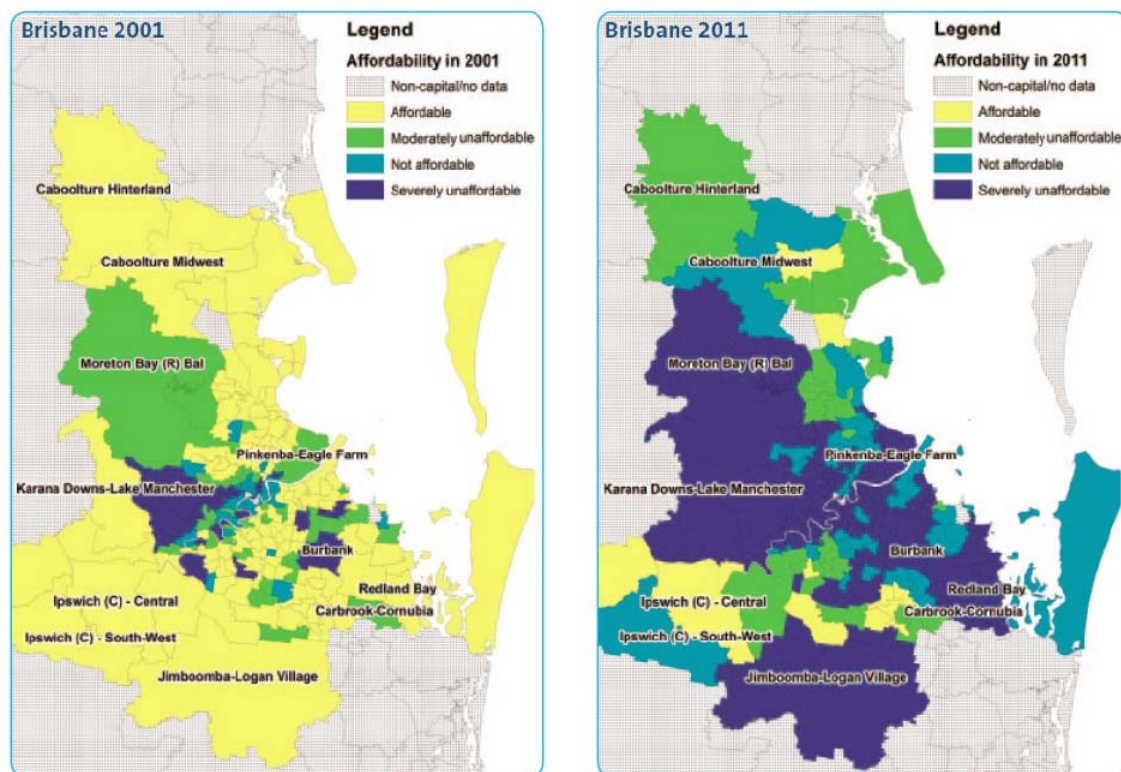 Brisbane 2001
Legend
Affordability in 2001
Non-capital/no data
Affordable
Moderately unaffordable
Not affordable
Severely unaffordable
Caboolture Hinterland
Caboolture Midwest
Moreton Bay (R) Bal
Pinkenba-Eagle Farm
Karana Downs-Lake Manchester
Burbank
Redland Bay
Ipswich (C) - Central
Carbrook-Cornubia
Ipswich (C) - South-West
Jimboomba-Logan Village
Brisbane 2011
Legend
Affordability in 2011
Non-capital/no data
Affordable
Moderately unaffordable
Not affordable
Severely unaffordable
Caboolture Hinterland
Caboolture Midwest
Moreton Bay (R) Bal
Pinkenba-Eagle Farm
Karana Downs-Lake Manchester
Burbank
Redland Bay
Ipswich (C) - Central
Carbrook-Cornubia
Ipswich (C) - South-West
Jimboomba-Logan Village